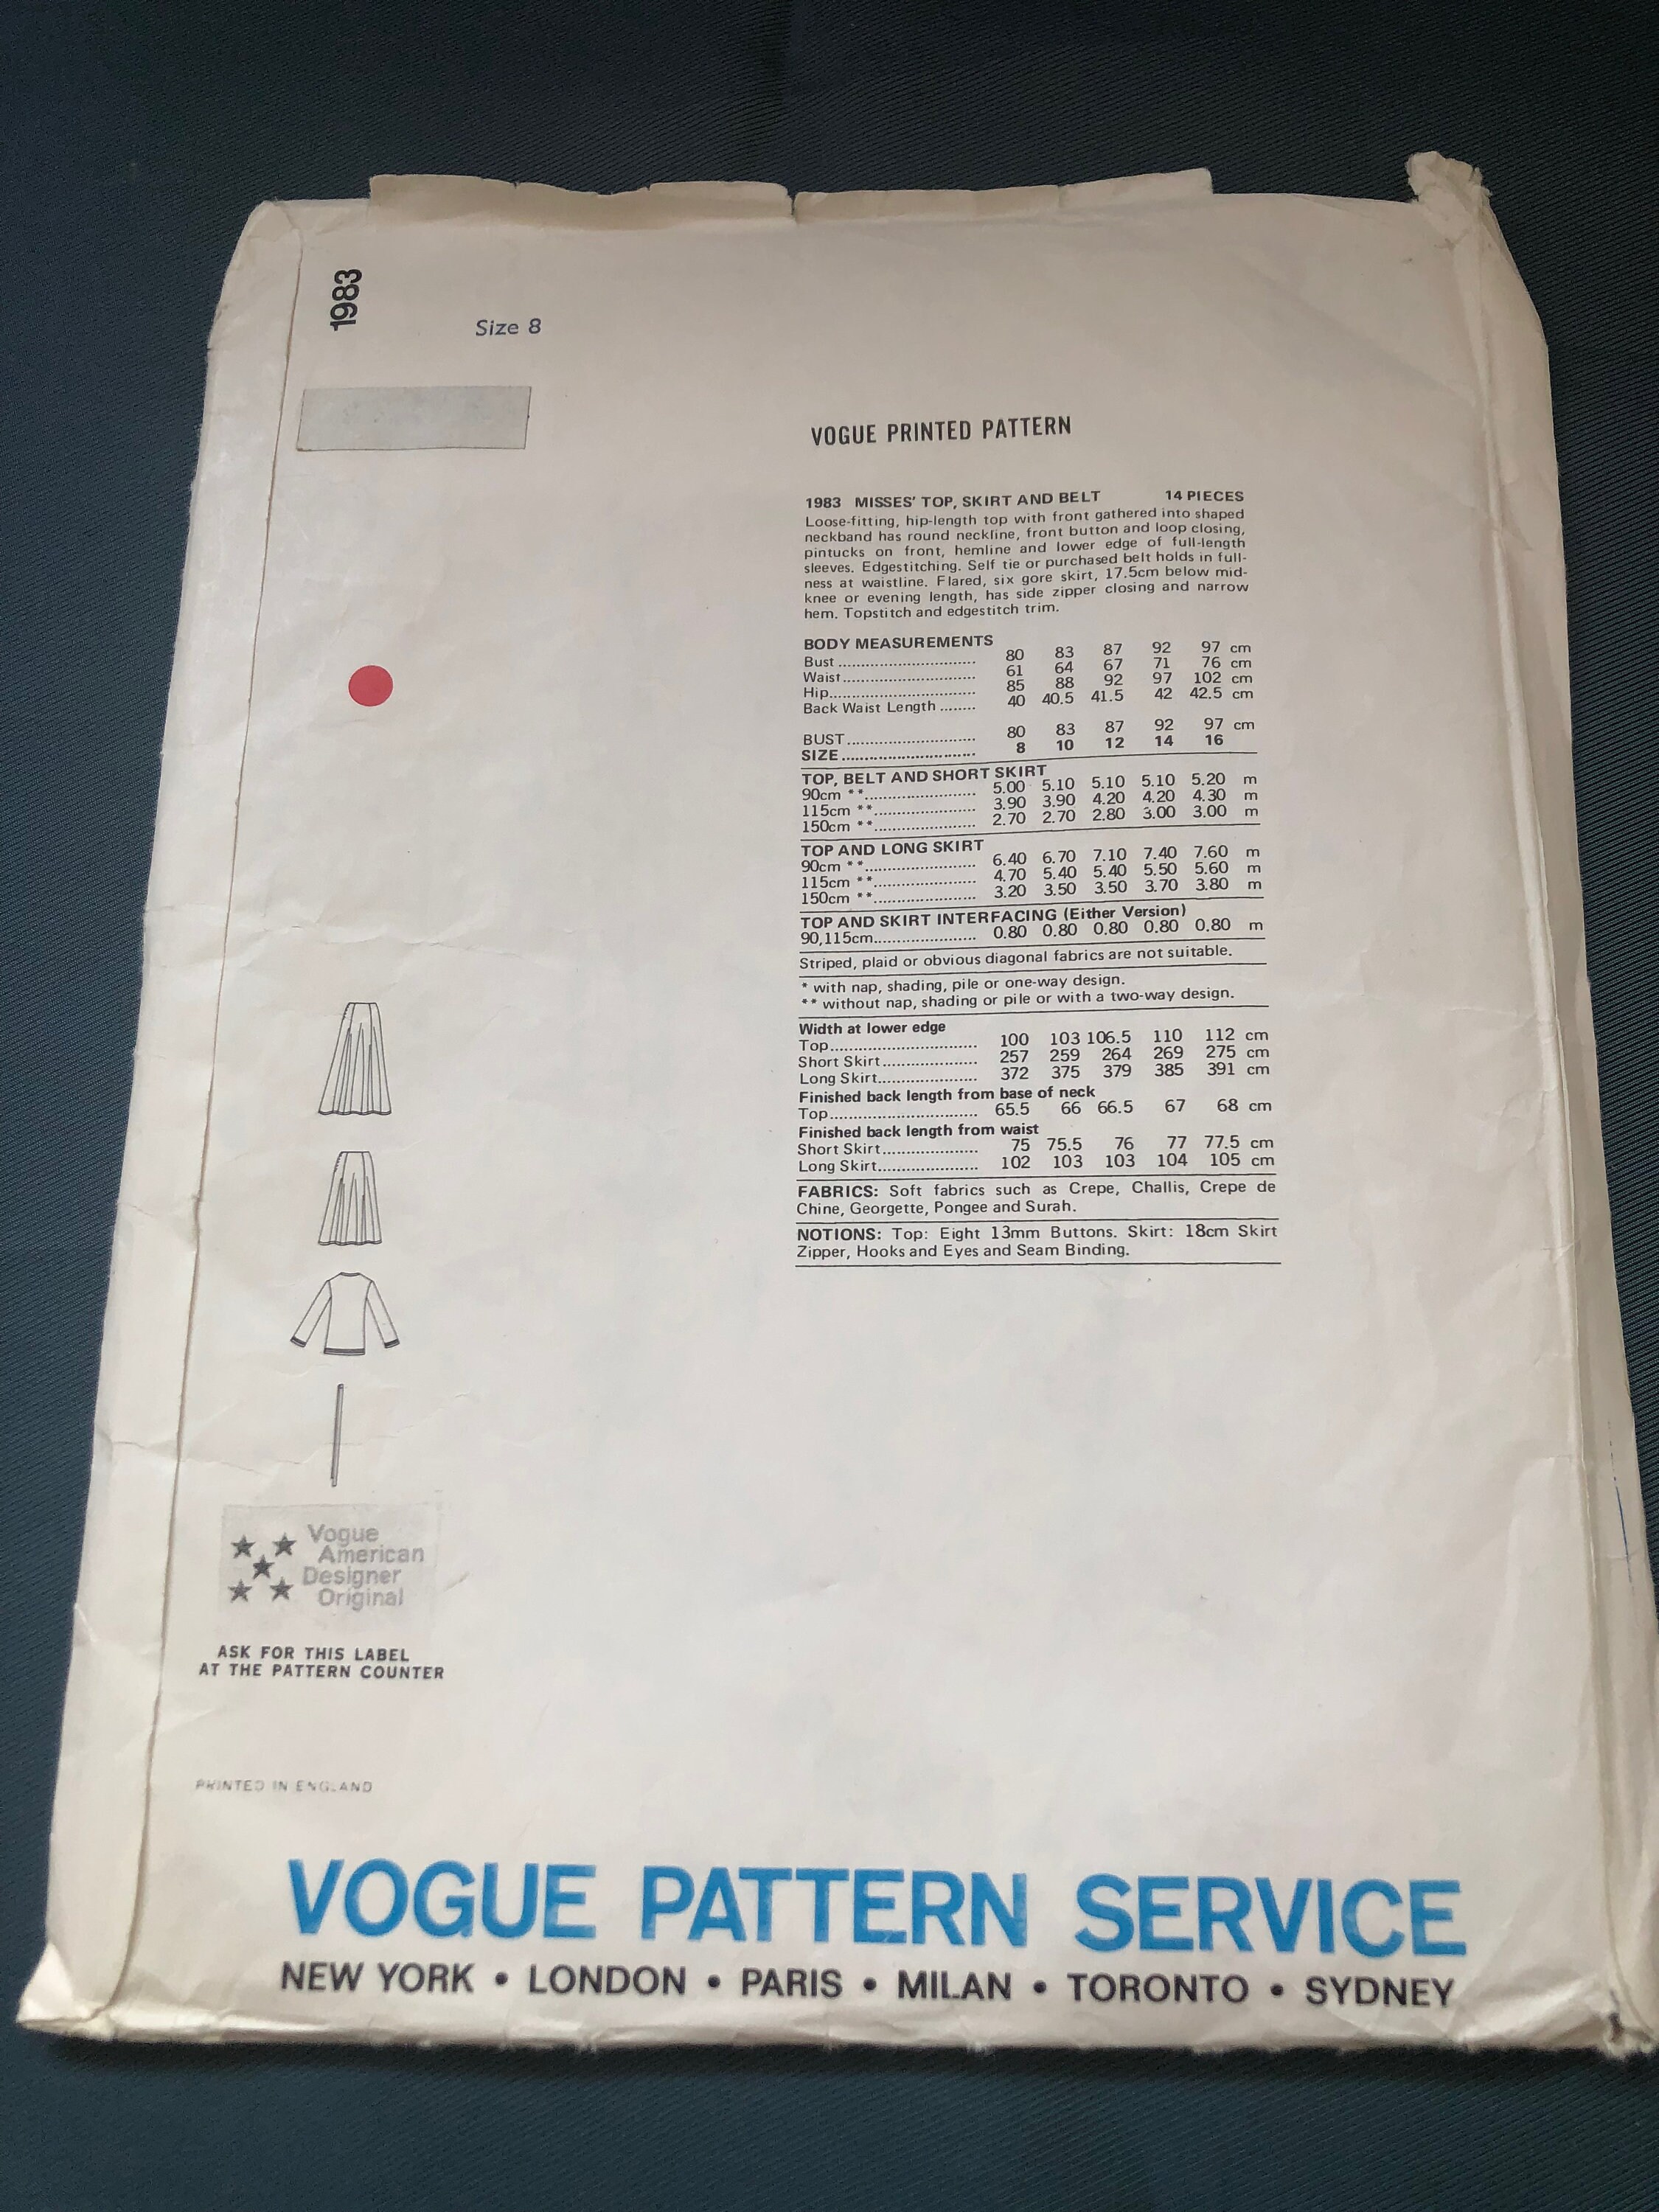 1983
Size 8
VOGUE PRINTED PATTERN
1983 MISSES' TOP, SKIRT AND BELT 14 PIECES
Loose-fitting, hip-length top with front gathered into shaped
neckband has round neckline, front button and loop closing,
pintucks on front, hemline and lower edge of full-length
sleeves. Edgestitching. Self tie or purchased belt holds in full-
ness at waistline. Flared, six gore skirt, 17.5cm below mid-
knee or evening length, has side zipper closing and narrow
hem. Topstitch and edgestitch trim.
BODY MEASUREMENTS
Bust .............................. 80 83 87 92 97 cm
Waist.............................. 61 64 67 71 76 cm
Hip................................. 85 88 92 97 102 cm
Back Waist Length ........ 40 40.5 41.5 42 42.5 cm
BUST............................ 80 83 87 92 97 cm
SIZE ............................. 8 10 12 14 16
TOP, BELT AND SHORT SKIRT
90cm **........................ 5.00 5.10 5.10 5.10 5.20 m
115cm **...................... 3.90 3.90 4.20 4.20 4.30 m
150cm **...................... 2.70 2.70 2.80 3.00 3.00 m
TOP AND LONG SKIRT
90cm **........................ 6.40 6.70 7.10 7.40 7.60 m
115cm **...................... 4.70 5.40 5.40 5.50 5.60 m
150cm **...................... 3.20 3.50 3.50 3.70 3.80 m
TOP AND SKIRT INTERFACING (Either Version)
90,115cm...................... 0.80 0.80 0.80 0.80 0.80 m
Striped, plaid or obvious diagonal fabrics are not suitable.
* with nap, shading, pile or one-way design.
** without nap, shading or pile or with a two-way design.
Width at lower edge
Top................................ 100 103 106.5 110 112 cm
Short Skirt..................... 257 259 264 269 275 cm
Long Skirt...................... 372 375 379 385 391 cm
Finished back length from base of neck
Top................................ 65.5 66 66.5 67 68 cm
Finished back length from waist
Short Skirt..................... 75 75.5 76 77 77.5 cm
Long Skirt...................... 102 103 103 104 105 cm
FABRICS: Soft fabrics such as Crepe, Challis, Crepe de
Chine, Georgette, Pongee and Surah.
NOTIONS: Top: Eight 13mm Buttons. Skirt: 18cm Skirt
Zipper, Hooks and Eyes and Seam Binding.
Vogue
American
Designer
Original
ASK FOR THIS LABEL
AT THE PATTERN COUNTER
PRINTED IN ENGLAND
VOGUE PATTERN SERVICE
NEW YORK • LONDON • PARIS • MILAN • TORONTO • SYDNEY